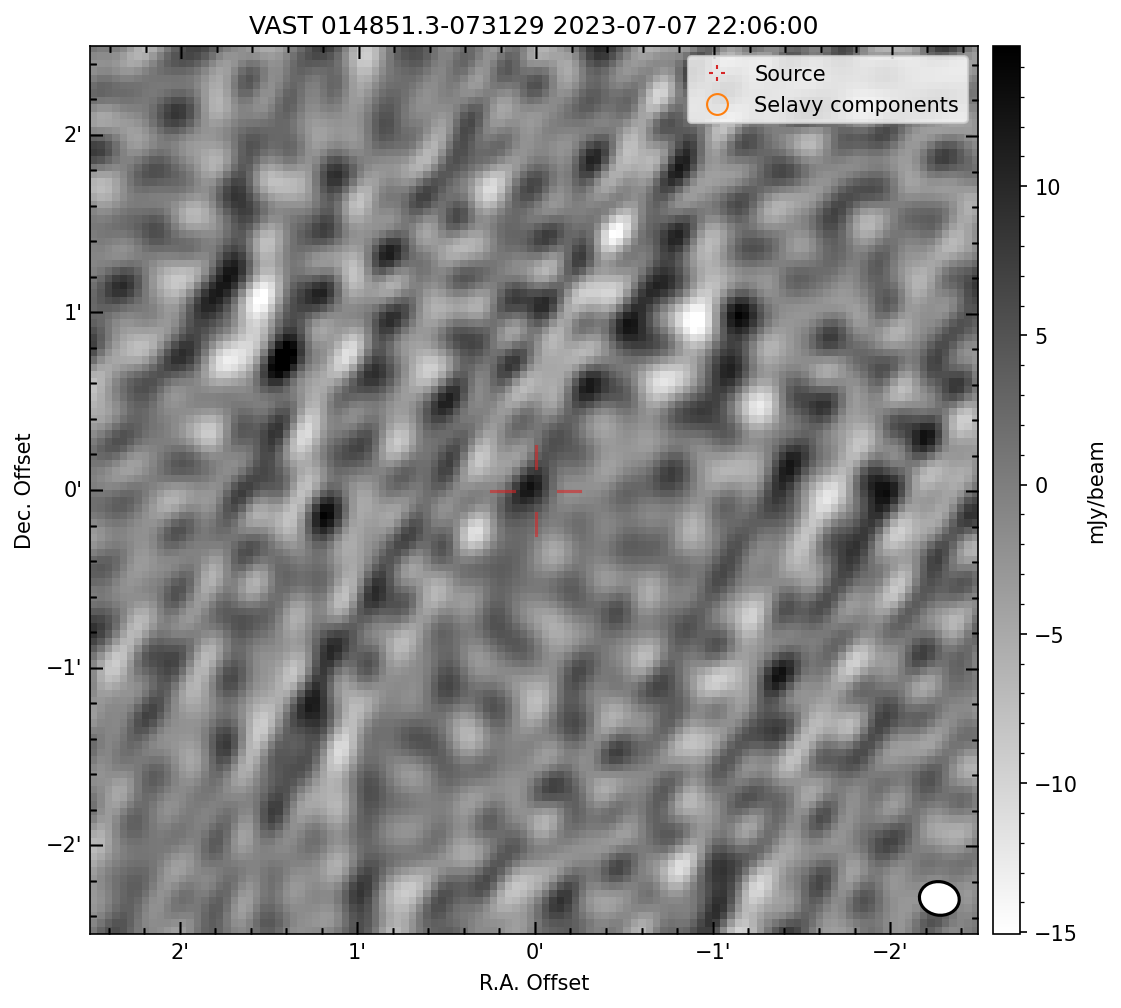 VAST 014851.3-073129 2023-07-07 22:06:00
Source
Selavy components
2'
1'
0'
−1'
−2'
Dec. Offset
2'
1'
0'
−1'
−2'
R.A. Offset
10
5
0
−5
−10
−15
mJy/beam